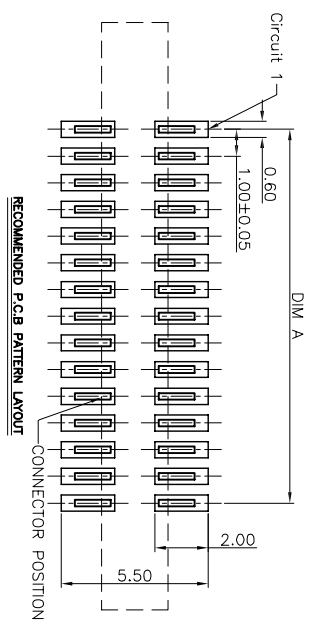 Circuit 1
0.60
1.00±0.05
DIM A
2.00
5.50
CONNECTOR POSITION
RECOMMENDED P.C.B PATTERN LAYOUT